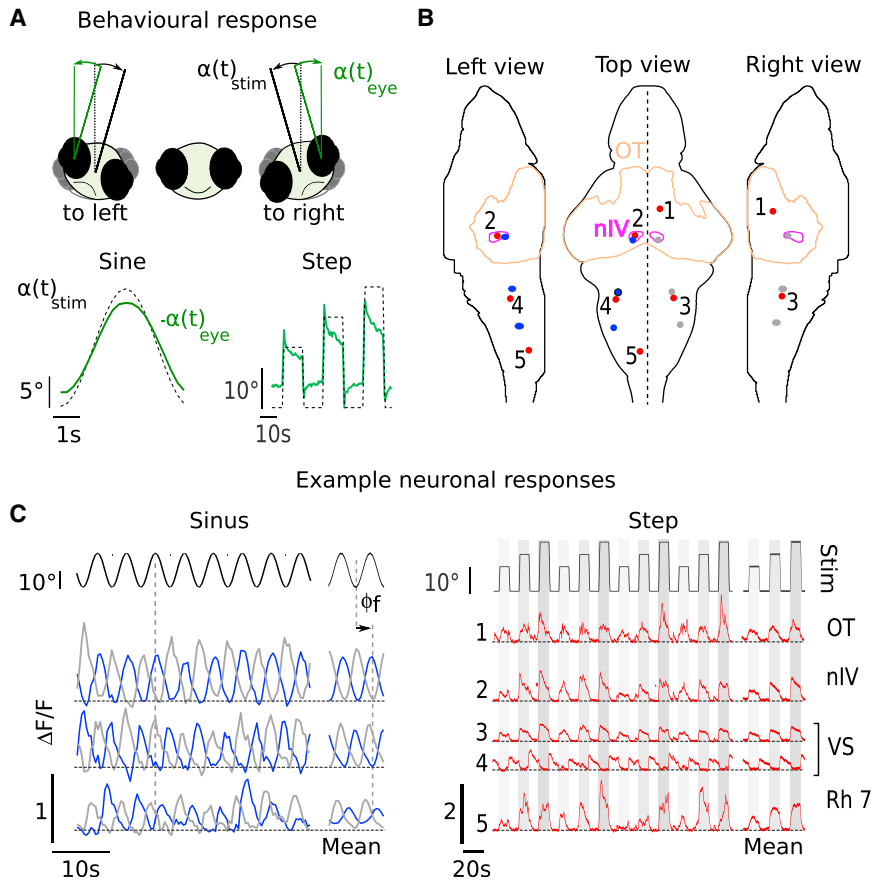 A
Behavioural response
α(t)stim
α(t)eye
to left
to right
Sine
Step
α(t)stim
-α(t)eye
5°
1s
10°
10s
B
Left view
Top view
Right view
OT
nIV
2
4
5
1
2
3
4
5
1
3
Example neuronal responses
C
Sinus
Step
10°
ϕf
ΔF/F
1
10s
Mean
10°
Stim
1
OT
2
nIV
3
4
VS
5
Rh 7
2
20s
Mean